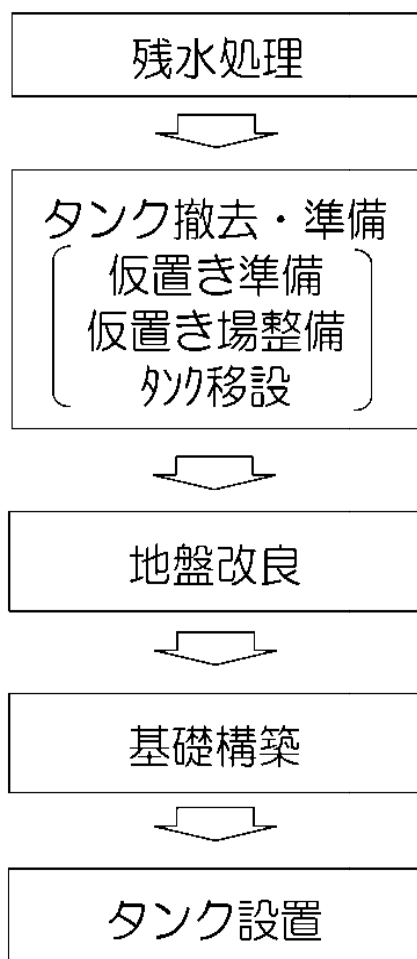 残水処理
タンク撤去・準備
仮置き準備
仮置き場整備
ﾀﾝｸ移設
地盤改良
基礎構築
タンク設置